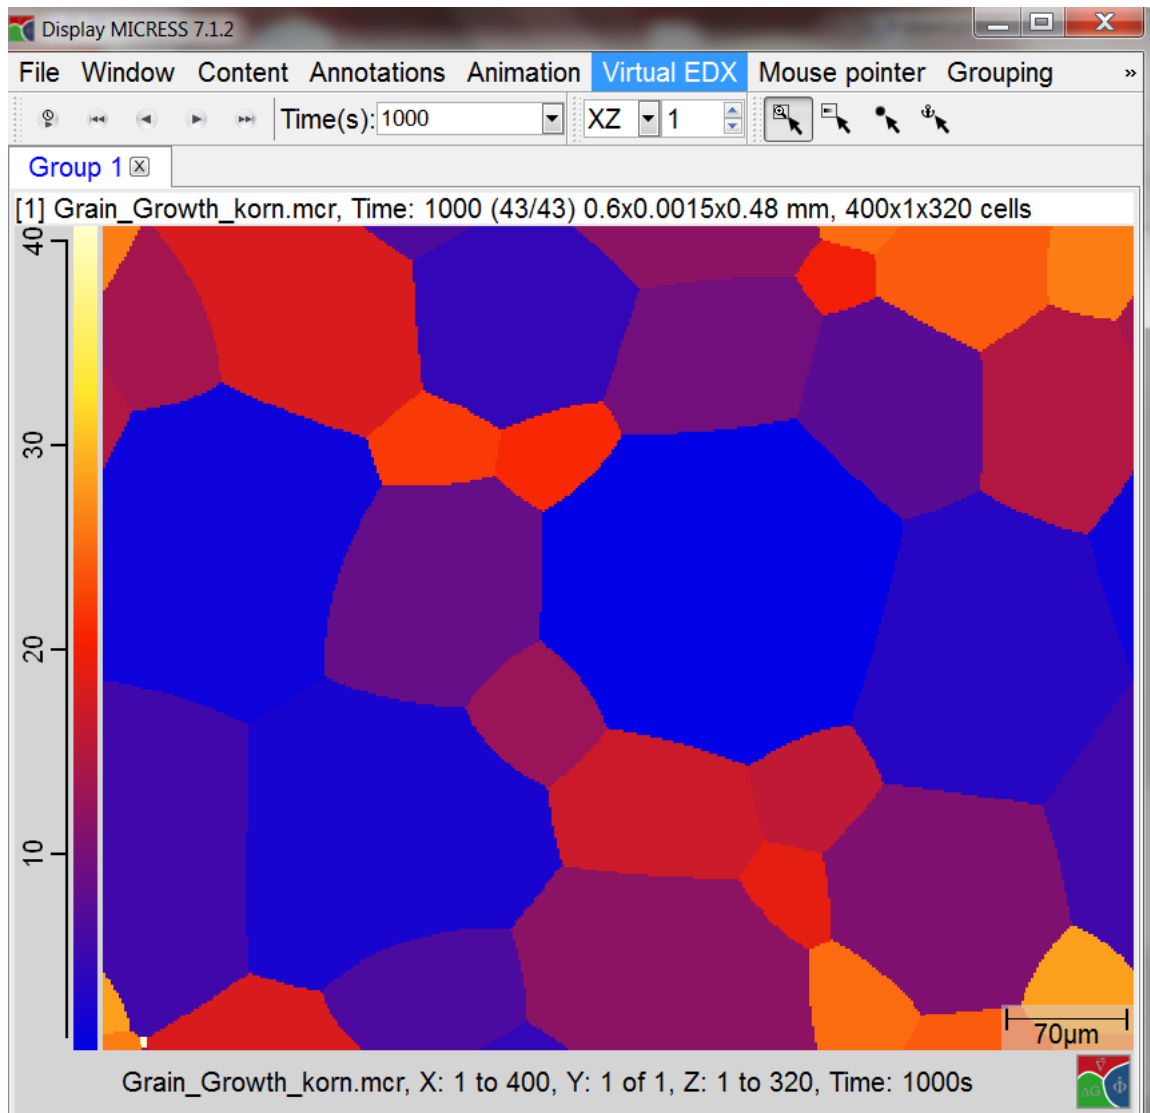 Display MICRESS 7.1.2
File Window Content Annotations Animation Virtual EDX Mouse pointer Grouping »
Time(s): 1000 XZ 1
Group 1
[1] Grain_Growth_korn.mcr, Time: 1000 (43/43) 0.6x0.0015x0.48 mm, 400x1x320 cells
40
30
20
10
70µm
Grain_Growth_korn.mcr, X: 1 to 400, Y: 1 of 1, Z: 1 to 320, Time: 1000s
ΔG Φ